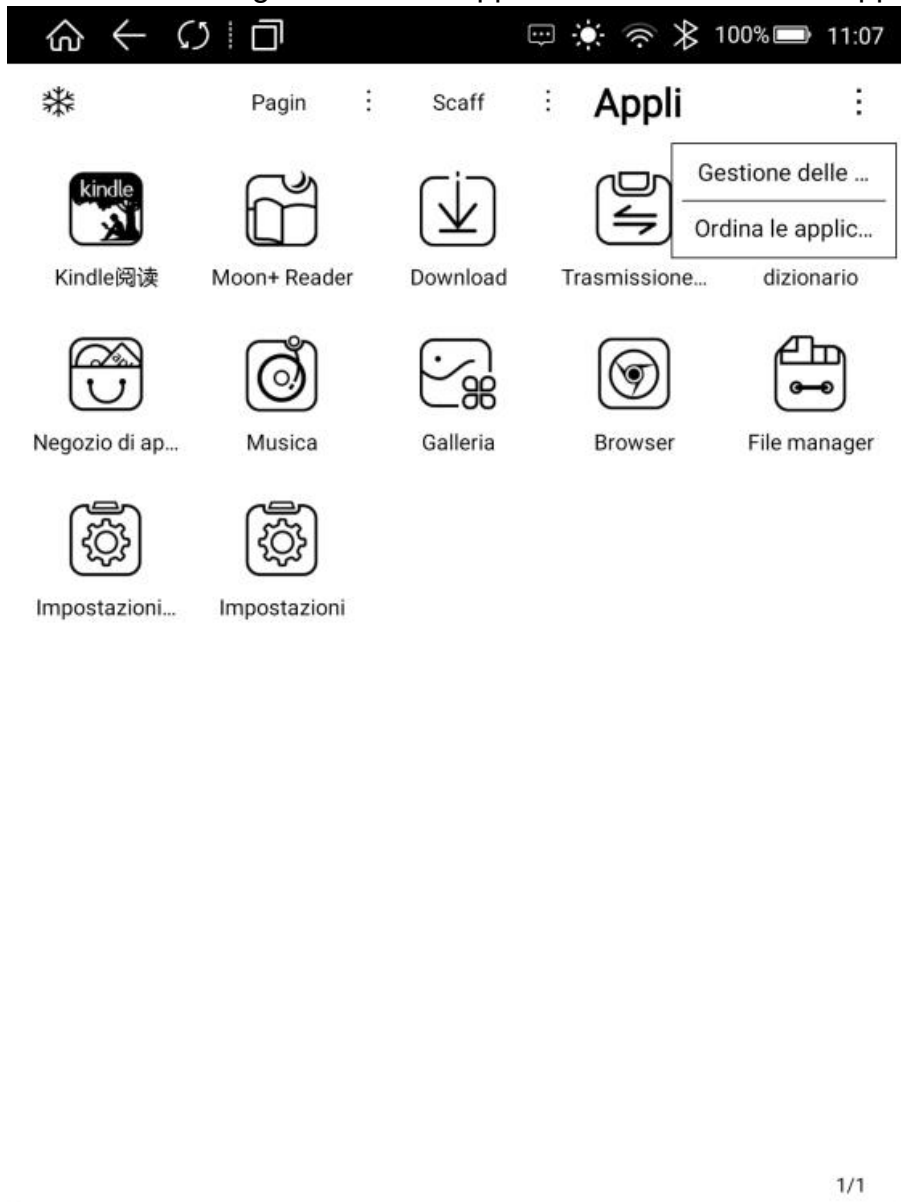 100% 11:07
Pagin Scaff Appli
Gestione delle ...
Ordina le applic...
kindle
Kindle阅读 Moon+ Reader Download Trasmissione... dizionario
Negozio di ap... Musica Galleria Browser File manager
Impostazioni... Impostazioni
1/1